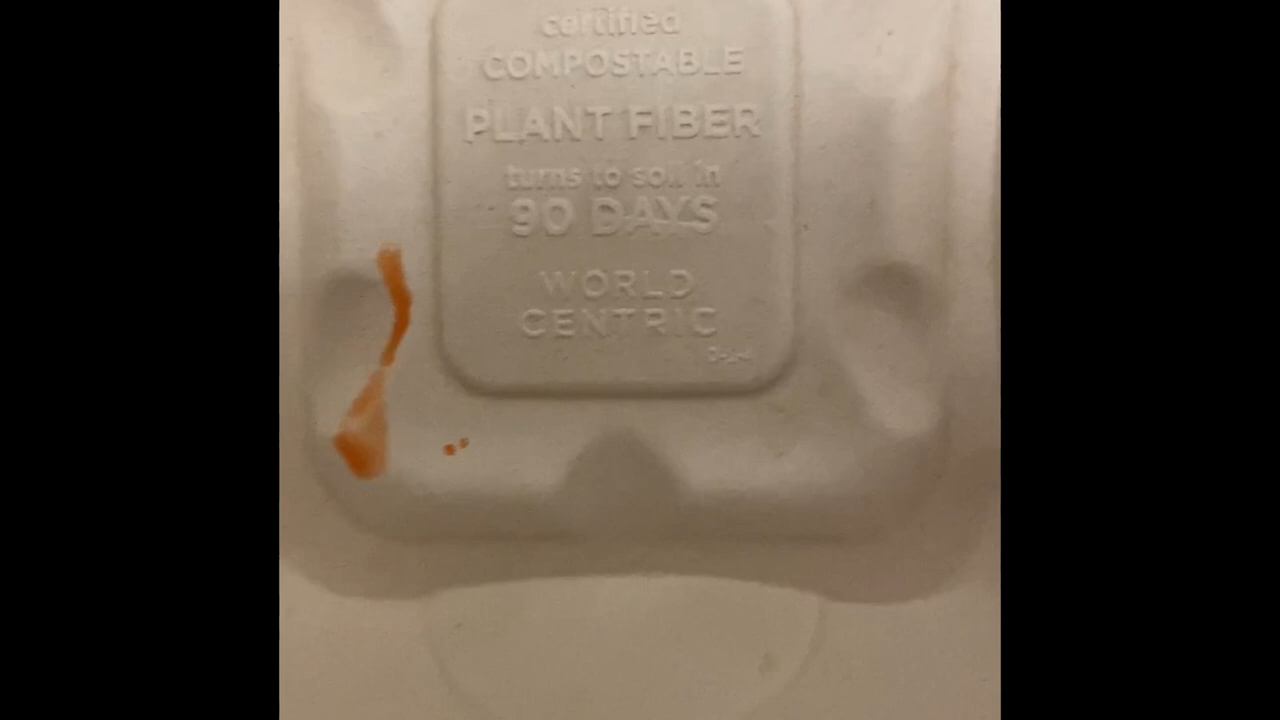 certified
COMPOSTABLE
PLANT FIBER
turns to soil in
90 DAYS
WORLD
CENTRIC